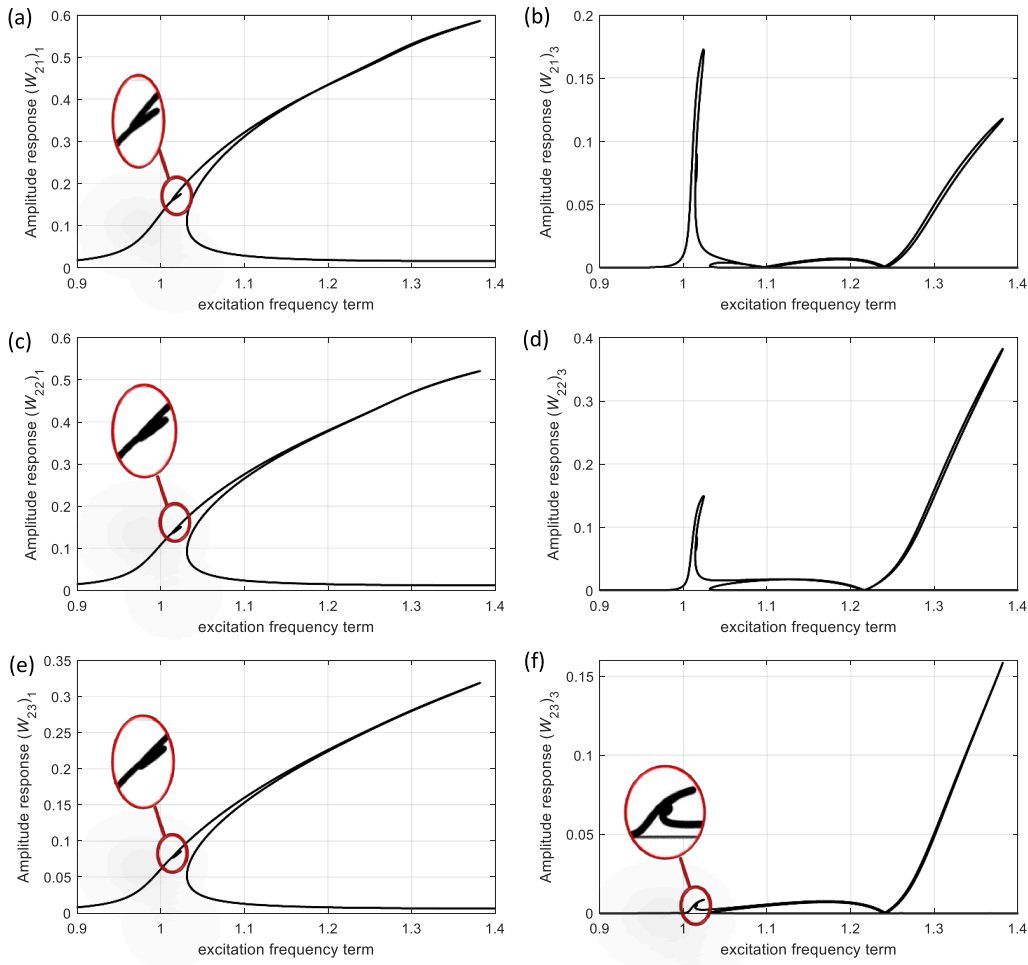 (a)
Amplitude response (W21)1
0.6
0.5
0.4
0.3
0.2
0.1
0
0.9 1 1.1 1.2 1.3 1.4
excitation frequency term
(b)
Amplitude response (W21)3
0.2
0.15
0.1
0.05
0
0.9 1 1.1 1.2 1.3 1.4
excitation frequency term
(c)
Amplitude response (W22)1
0.6
0.5
0.4
0.3
0.2
0.1
0
0.9 1 1.1 1.2 1.3 1.4
excitation frequency term
(d)
Amplitude response (W22)3
0.4
0.3
0.2
0.1
0
0.9 1 1.1 1.2 1.3 1.4
excitation frequency term
(e)
Amplitude response (W23)1
0.35
0.3
0.25
0.2
0.15
0.1
0.05
0
0.9 1 1.1 1.2 1.3 1.4
excitation frequency term
(f)
Amplitude response (W23)3
0.15
0.1
0.05
0
0.9 1 1.1 1.2 1.3 1.4
excitation frequency term